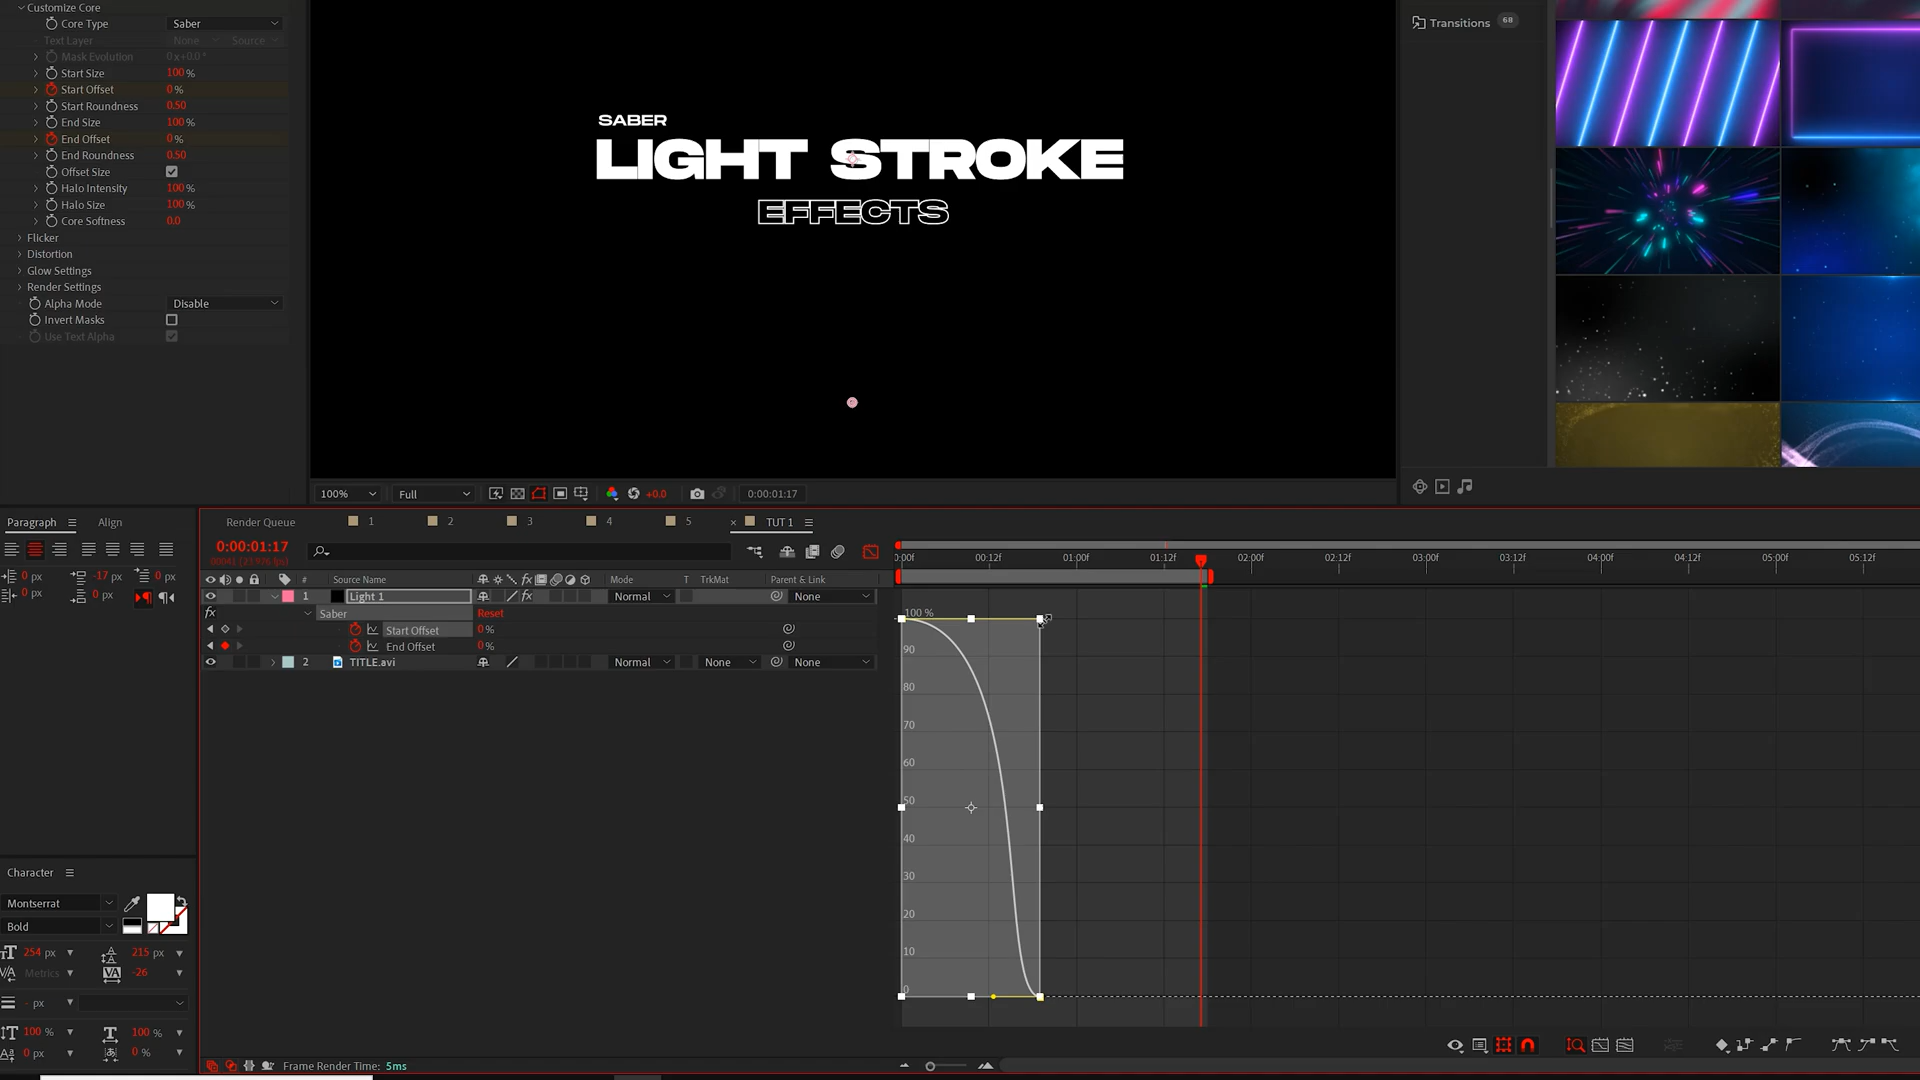 Customize Core
Core Type Saber
Text Layer None Source
Mask Evolution 0x+0.0°
Start Size 100 %
Start Offset 0 %
Start Roundness 0.50
End Size 100 %
End Offset 0 %
End Roundness 0.50
Offset Size
Halo Intensity 100 %
Halo Size 100 %
Core Softness 0.0
Flicker
Distortion
Glow Settings
Render Settings
Alpha Mode Disable
Invert Masks
Use Text Alpha
SABER
LIGHT STROKE
EFFECTS
Transitions 68
100% Full +0.0 0:00:01:17
Paragraph Align
0 px -17 px 0 px
0 px 0 px
Character
Montserrat
Bold
254 px 215 px
Metrics -26
- px
100 % 100 %
0 px 0 %
Render Queue 1 2 3 4 5 × TUT 1
0:00:01:17
# Source Name Mode T TrkMat Parent & Link
1 Light 1 Normal None
Saber Reset
Start Offset 0 %
End Offset 0 %
2 TITLE.avi Normal None None
Frame Render Time: 5ms
0:00f 00:12f 01:00f 01:12f 02:00f 02:12f 03:00f 03:12f 04:00f 04:12f 05:00f 05:12f
100 %
90
80
70
60
50
40
30
20
10
0